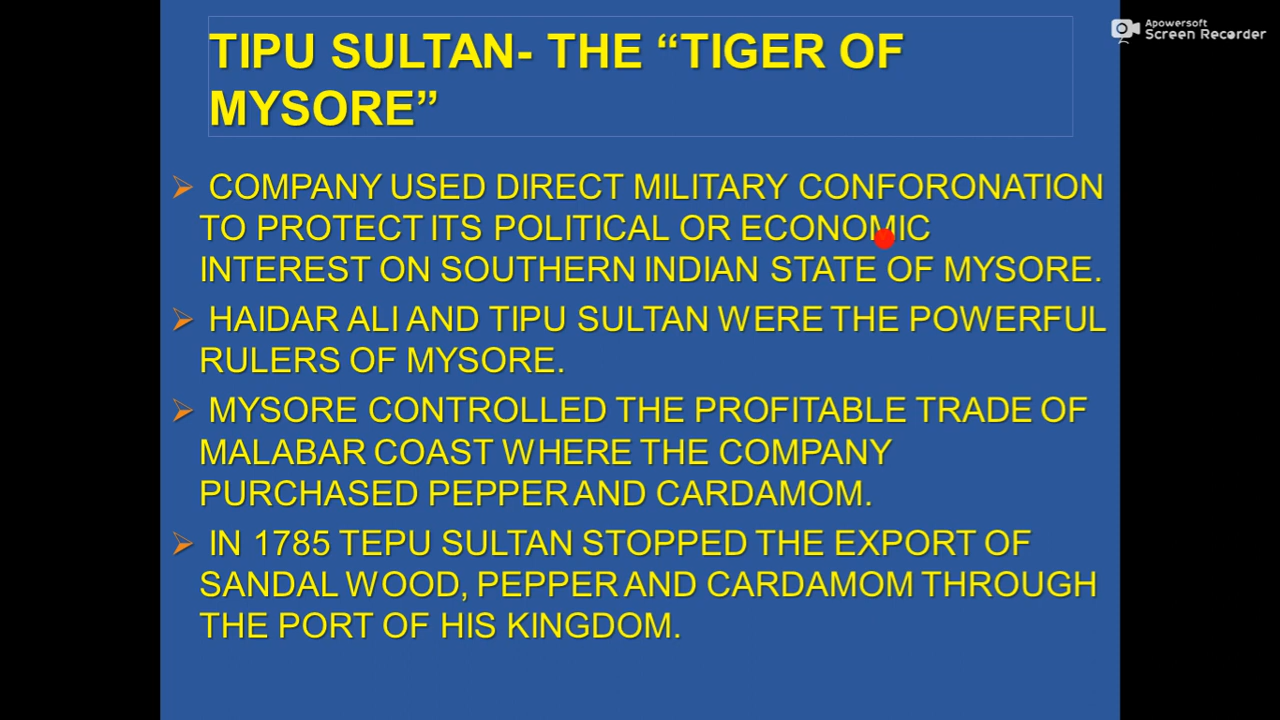 Apowersoft
Screen Recorder
TIPU SULTAN- THE “TIGER OF
MYSORE”
COMPANY USED DIRECT MILITARY CONFORONATION
TO PROTECT ITS POLITICAL OR ECONOMIC
INTEREST ON SOUTHERN INDIAN STATE OF MYSORE.
HAIDAR ALI AND TIPU SULTAN WERE THE POWERFUL
RULERS OF MYSORE.
MYSORE CONTROLLED THE PROFITABLE TRADE OF
MALABAR COAST WHERE THE COMPANY
PURCHASED PEPPER AND CARDAMOM.
IN 1785 TEPU SULTAN STOPPED THE EXPORT OF
SANDAL WOOD, PEPPER AND CARDAMOM THROUGH
THE PORT OF HIS KINGDOM.